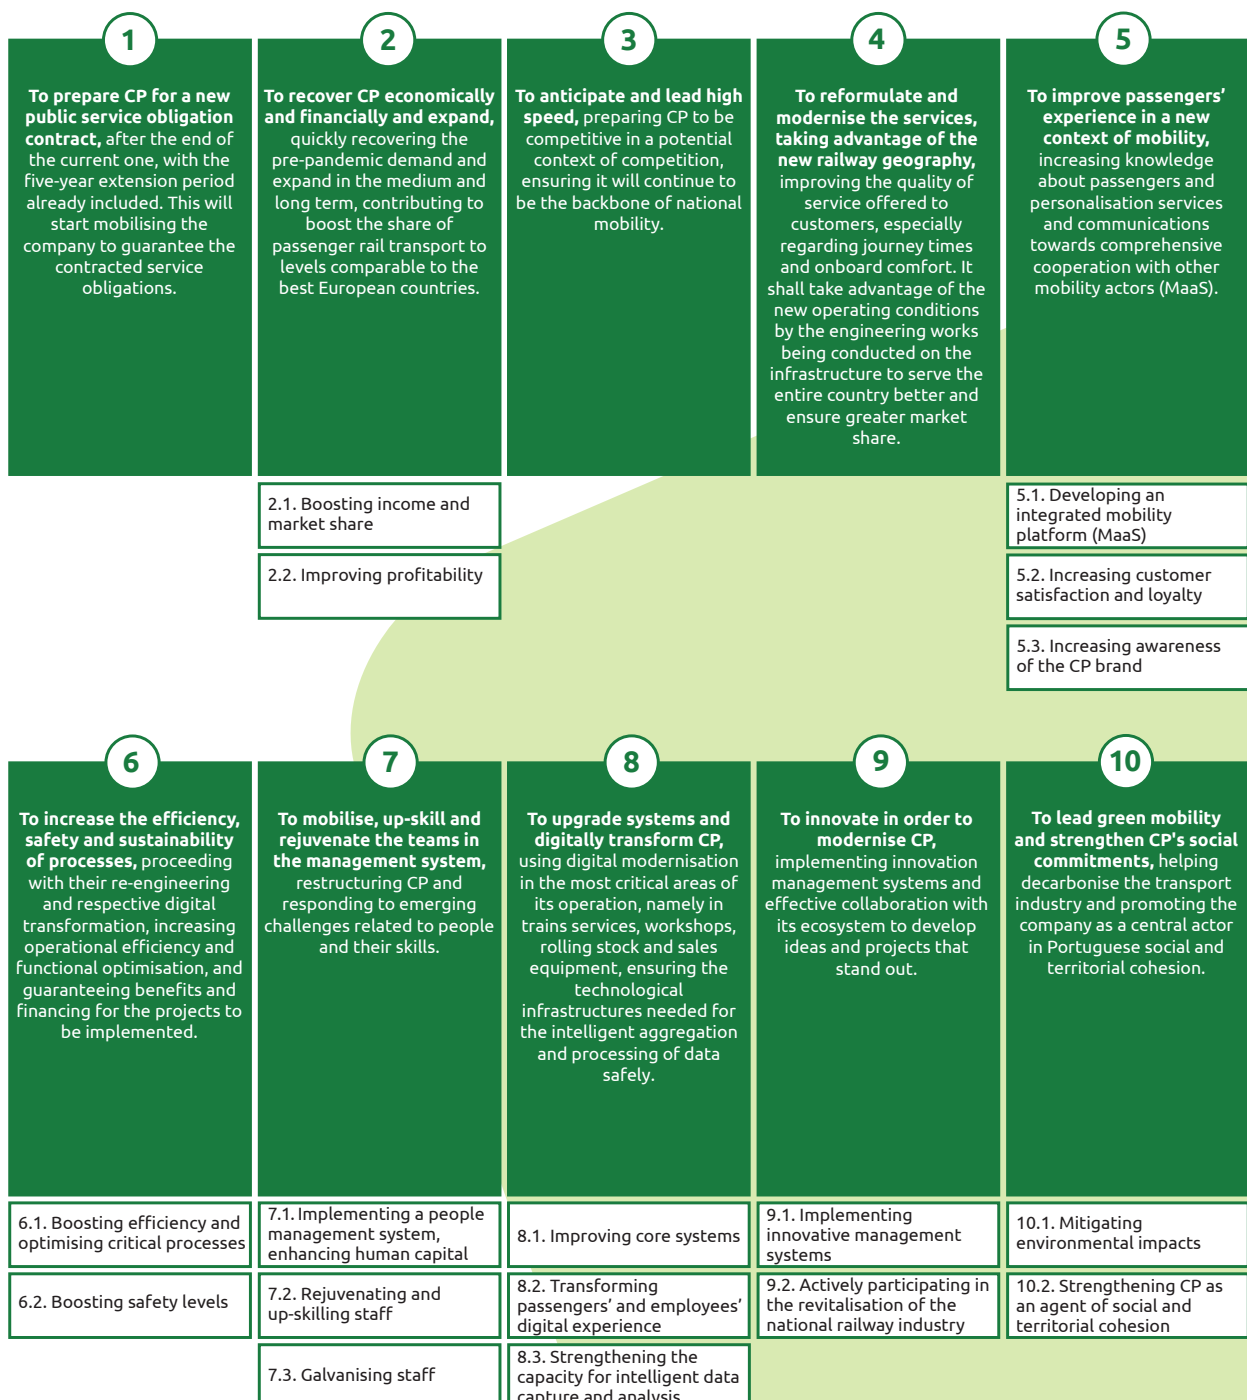 1
To prepare CP for a new
public service obligation
contract, after the end of
the current one, with the
five-year extension period
already included. This will
start mobilising the
company to guarantee the
contracted service
obligations.
2
To recover CP economically
and financially and expand,
quickly recovering the
pre-pandemic demand and
expand in the medium and
long term, contributing to
boost the share of
passenger rail transport to
levels comparable to the
best European countries.
2.1. Boosting income and
market share
2.2. Improving profitability
3
To anticipate and lead high
speed, preparing CP to be
competitive in a potential
context of competition,
ensuring it will continue to
be the backbone of national
mobility.
4
To reformulate and
modernise the services,
taking advantage of the
new railway geography,
improving the quality of
service offered to
customers, especially
regarding journey times
and onboard comfort. It
shall take advantage of the
new operating conditions
by the engineering works
being conducted on the
infrastructure to serve the
entire country better and
ensure greater market
share.
5
To improve passengers’
experience in a new
context of mobility,
increasing knowledge
about passengers and
personalisation services
and communications
towards comprehensive
cooperation with other
mobility actors (MaaS).
5.1. Developing an
integrated mobility
platform (MaaS)
5.2. Increasing customer
satisfaction and loyalty
5.3. Increasing awareness
of the CP brand
6
To increase the efficiency,
safety and sustainability
of processes, proceeding
with their re-engineering
and respective digital
transformation, increasing
operational efficiency and
functional optimisation, and
guaranteeing benefits and
financing for the projects to
be implemented.
6.1. Boosting efficiency and
optimising critical processes
6.2. Boosting safety levels
7
To mobilise, up-skill and
rejuvenate the teams in
the management system,
restructuring CP and
responding to emerging
challenges related to people
and their skills.
7.1. Implementing a people
management system,
enhancing human capital
7.2. Rejuvenating and
up-skilling staff
7.3. Galvanising staff
8
To upgrade systems and
digitally transform CP,
using digital modernisation
in the most critical areas of
its operation, namely in
trains services, workshops,
rolling stock and sales
equipment, ensuring the
technological
infrastructures needed for
the intelligent aggregation
and processing of data
safely.
8.1. Improving core systems
8.2. Transforming
passengers’ and employees’
digital experience
8.3. Strengthening the
capacity for intelligent data
capture and analysis
9
To innovate in order to
modernise CP,
implementing innovation
management systems and
effective collaboration with
its ecosystem to develop
ideas and projects that
stand out.
9.1. Implementing
innovative management
systems
9.2. Actively participating in
the revitalisation of the
national railway industry
10
To lead green mobility
and strengthen CP's social
commitments, helping
decarbonise the transport
industry and promoting the
company as a central actor
in Portuguese social and
territorial cohesion.
10.1. Mitigating
environmental impacts
10.2. Strengthening CP as
an agent of social and
territorial cohesion